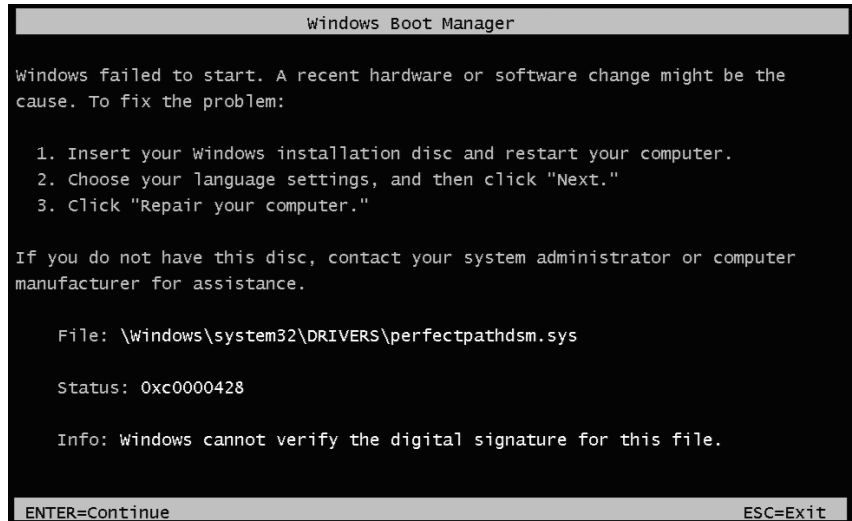 Windows Boot Manager
Windows failed to start. A recent hardware or software change might be the
cause. To fix the problem:
1. Insert your Windows installation disc and restart your computer.
2. Choose your language settings, and then click "Next."
3. Click "Repair your computer."
If you do not have this disc, contact your system administrator or computer
manufacturer for assistance.
File: \Windows\system32\DRIVERS\perfectpathdsm.sys
Status: 0xc0000428
Info: Windows cannot verify the digital signature for this file.
ENTER=Continue ESC=Exit